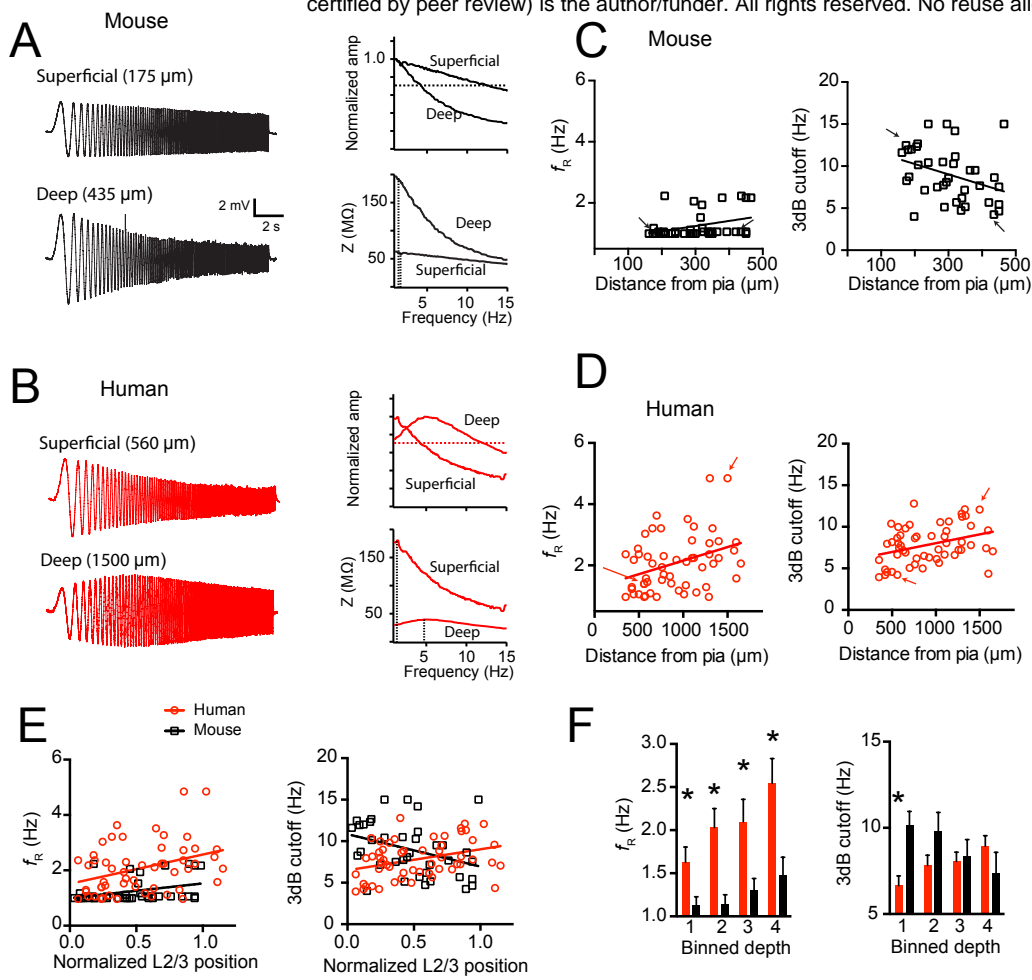 certified by peer review) is the author/funder. All rights reserved. No reuse all
A
Mouse
Superficial (175 µm)
Deep (435 µm)
2 mV
2 s
Normalized amp
1.0
Superficial
Deep
Z (MΩ)
150
50
Deep
Superficial
5
10
15
Frequency (Hz)
C
Mouse
fR (Hz)
6
4
2
100
300
500
Distance from pia (µm)
3dB cutoff (Hz)
20
15
10
5
0
100
300
500
Distance from pia (µm)
B
Human
Superficial (560 µm)
Deep (1500 µm)
Normalized amp
Deep
Superficial
Z (MΩ)
150
50
Superficial
Deep
5
10
15
Frequency (Hz)
D
Human
fR (Hz)
6
4
2
0
500
1000
1500
Distance from pia (µm)
3dB cutoff (Hz)
20
15
10
5
0
0
500
1000
1500
Distance from pia (µm)
E
Human
Mouse
fR (Hz)
6
4
2
0
0.0
0.5
1.0
Normalized L2/3 position
3dB cutoff (Hz)
20
15
10
5
0
0.0
0.5
1.0
Normalized L2/3 position
F
fR (Hz)
3.0
2.5
2.0
1.5
1.0
* * * *
1 2 3 4
Binned depth
3dB cutoff (Hz)
15
10
5
*
1 2 3 4
Binned depth